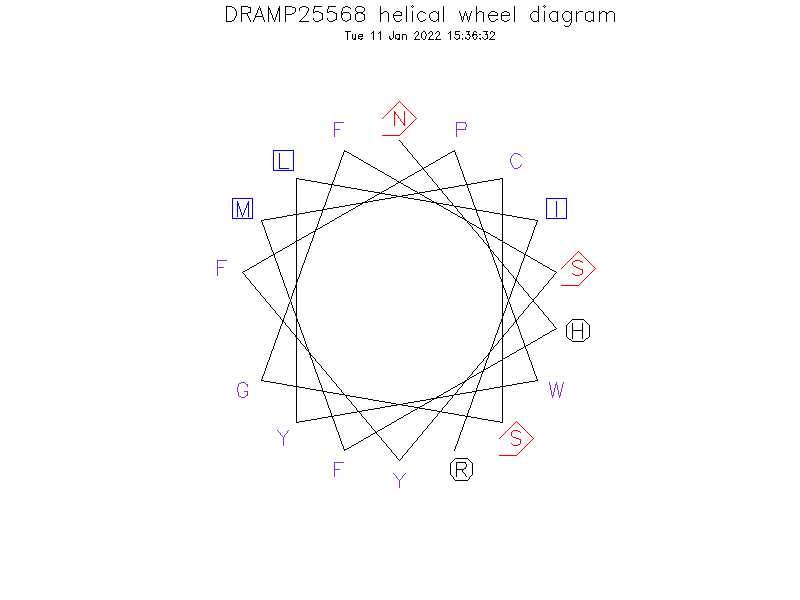 DRAMP25568 helical wheel diagram
Tue 11 Jan 2022 15:36:32
N
F P
L C
M I
F S
H
G W
Y S
F R
Y